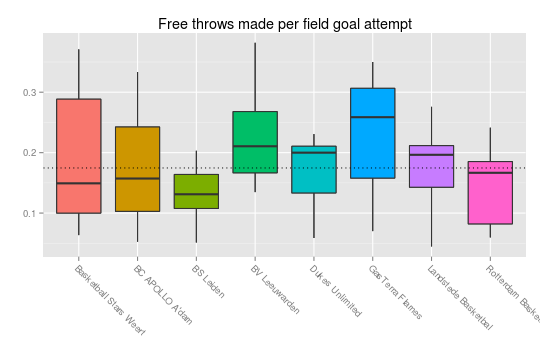 Free throws made per field goal attempt
0.3
0.2
0.1
Basketball Stars Weert
BC APOLLO A'dam
BS Leiden
BV Leeuwarden
Dukes Unlimited
GasTerra Flames
Landstede Basketbal
Rotterdam